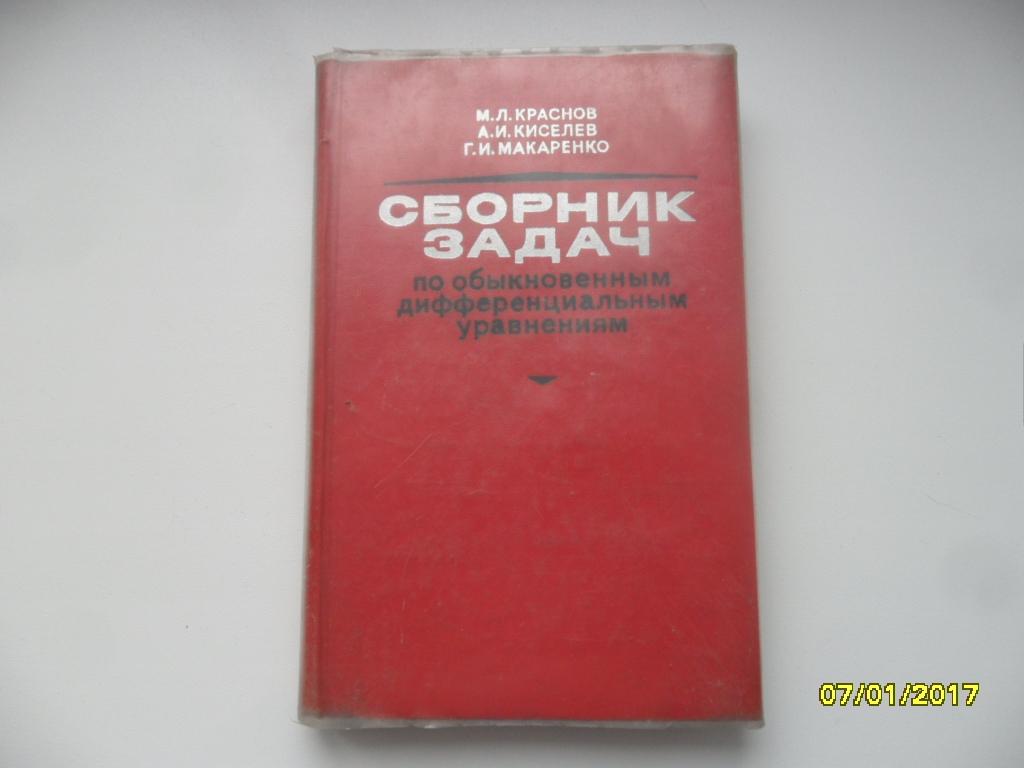 М.Л.КРАСНОВ
А.И.КИСЕЛЕВ
Г.И.МАКАРЕНКО
СБОРНИК
ЗАДАЧ
по обыкновенным
дифференциальным
уравнениям
07/01/2017